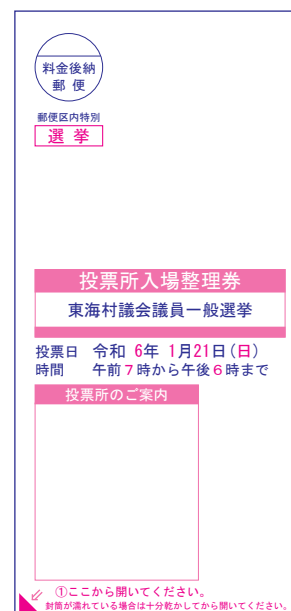 料金後納
郵便
郵便区内特別
選挙
投票所入場整理券
東海村議会議員一般選挙
投票日 令和 6年 1月21日(日)
時間 午前7時から午後6時まで
投票所のご案内
①ここから開いてください。
封筒が濡れている場合は十分乾かしてから開いてください。